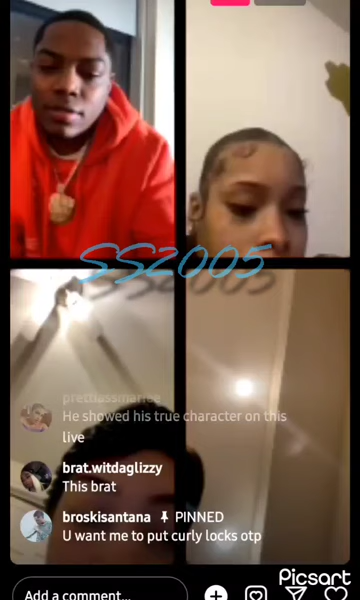 SS2005
prettiassmariee
He showed his true character on this
live
brat.witdaglizzy
This brat
broskisantana PINNED
U want me to put curly locks otp
Add a comment...
Picsart